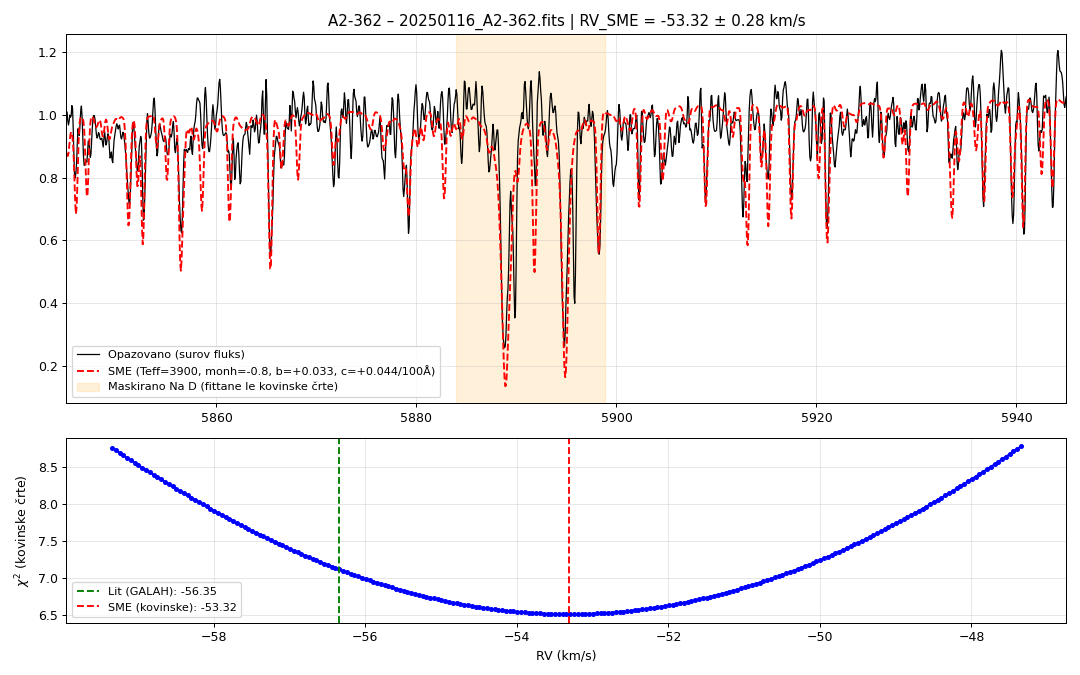 A2-362 – 20250116_A2-362.fits | RV_SME = -53.32 ± 0.28 km/s
1.2
1.0
0.8
0.6
0.4
0.2
Opazovano (surov fluks)
SME (Teff=3900, monh=-0.8, b=+0.033, c=+0.044/100Å)
Maskirano Na D (fittane le kovinske črte)
5860
5880
5900
5920
5940
8.5
8.0
7.5
7.0
6.5
χ² (kovinske črte)
Lit (GALAH): -56.35
SME (kovinske): -53.32
−58
−56
−54
−52
−50
−48
RV (km/s)